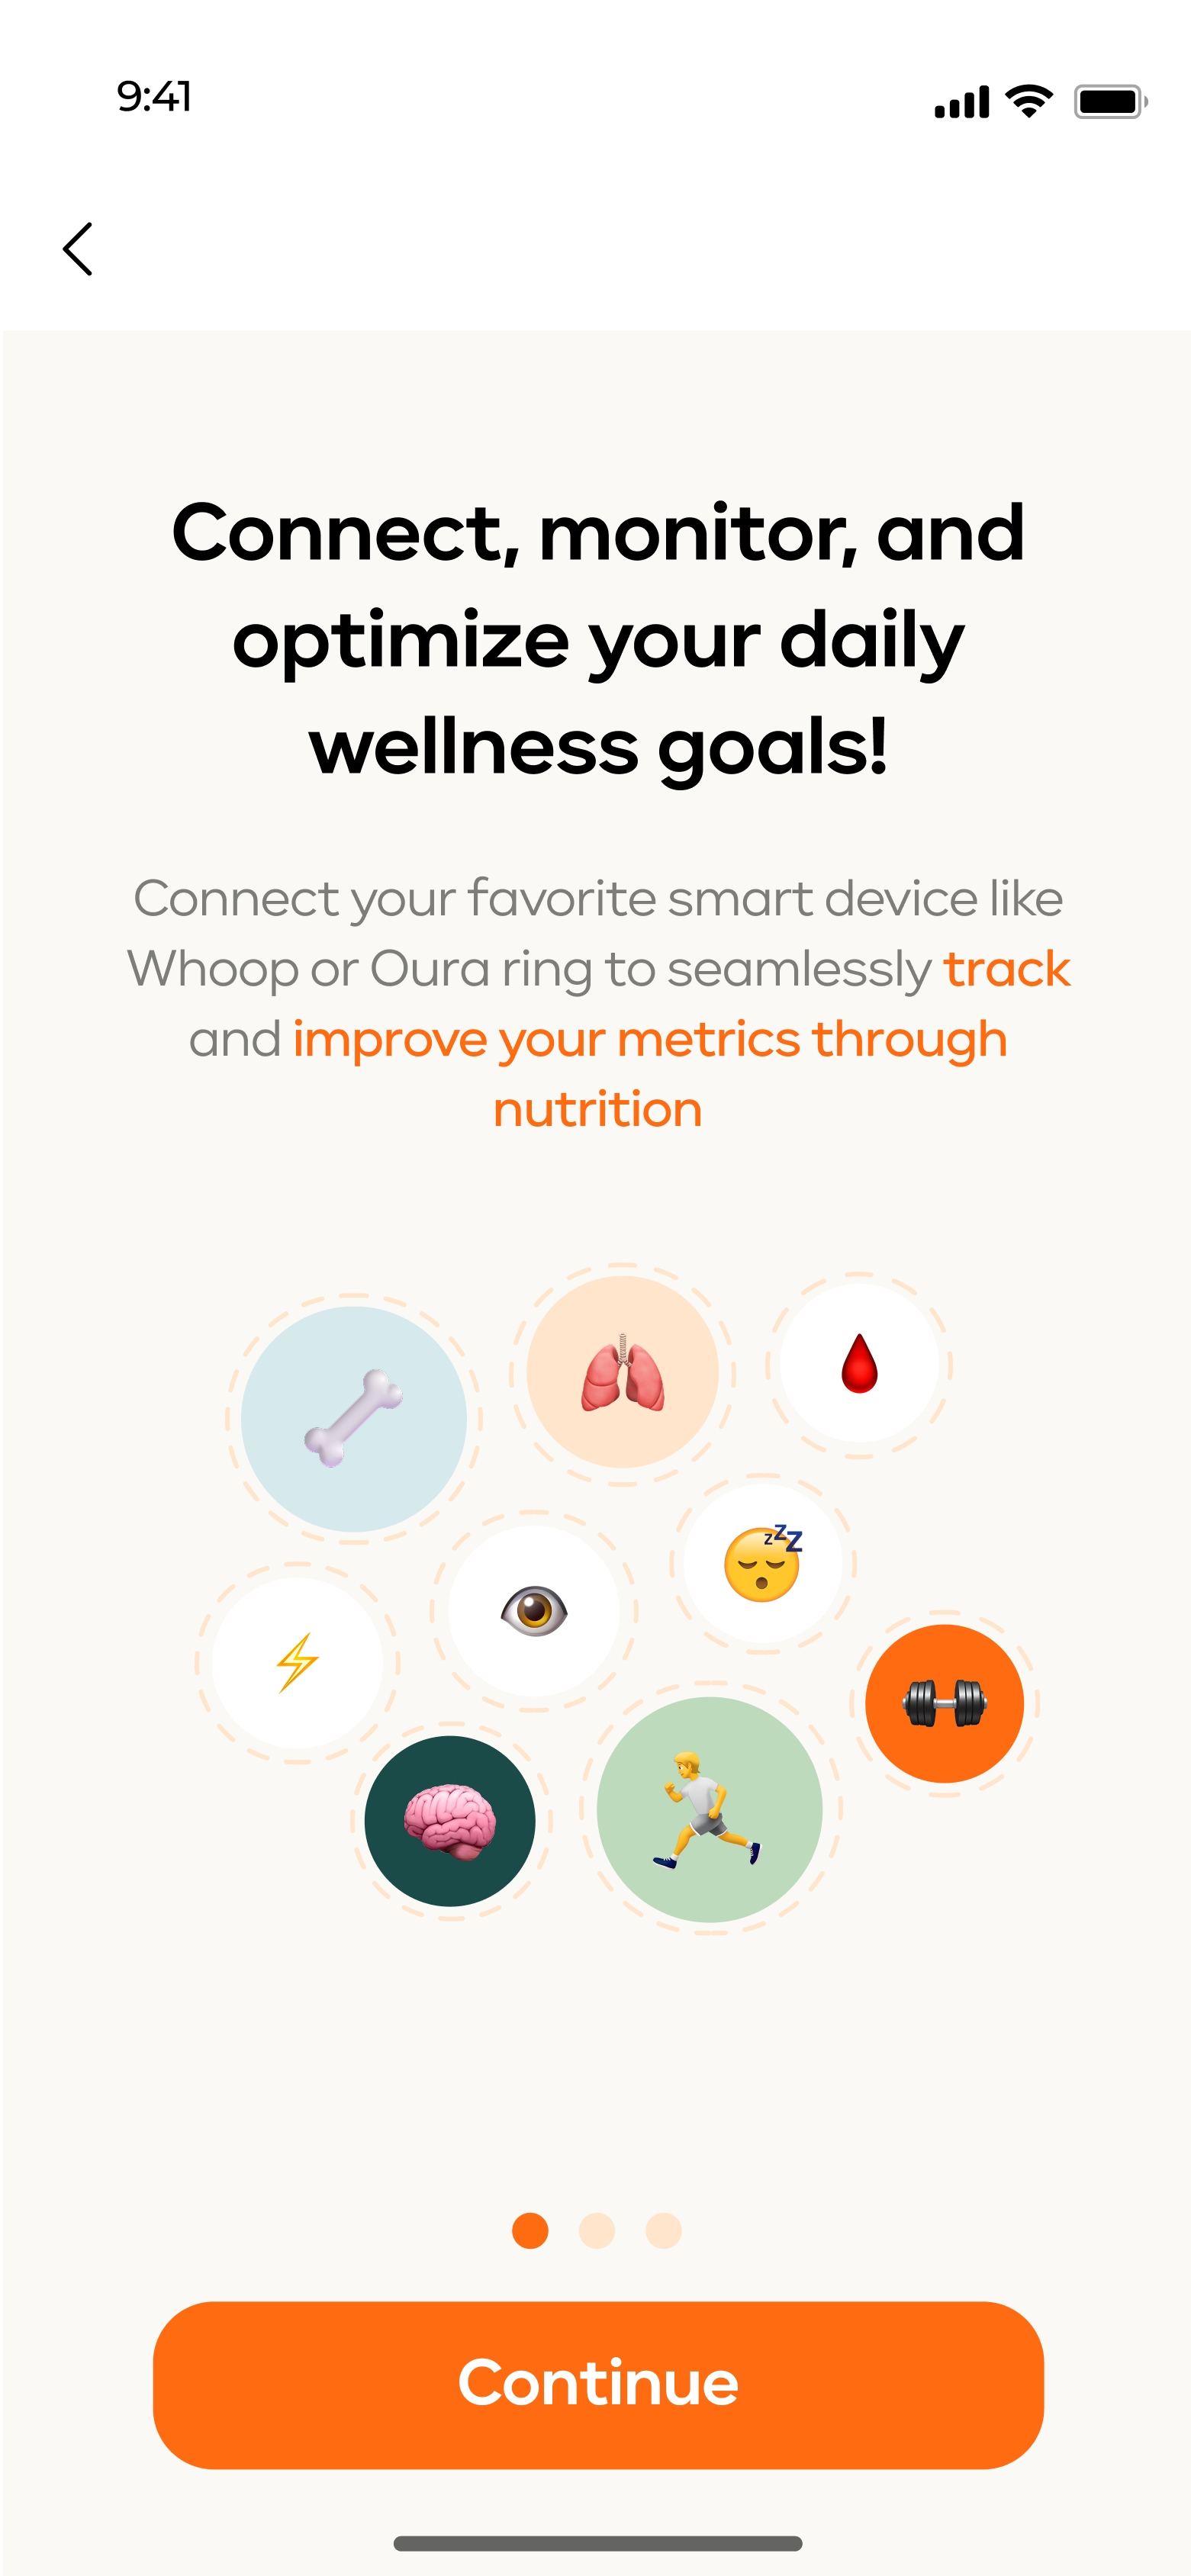 9:41
Connect, monitor, and
optimize your daily
wellness goals!
Connect your favorite smart device like
Whoop or Oura ring to seamlessly track
and improve your metrics through
nutrition
Continue